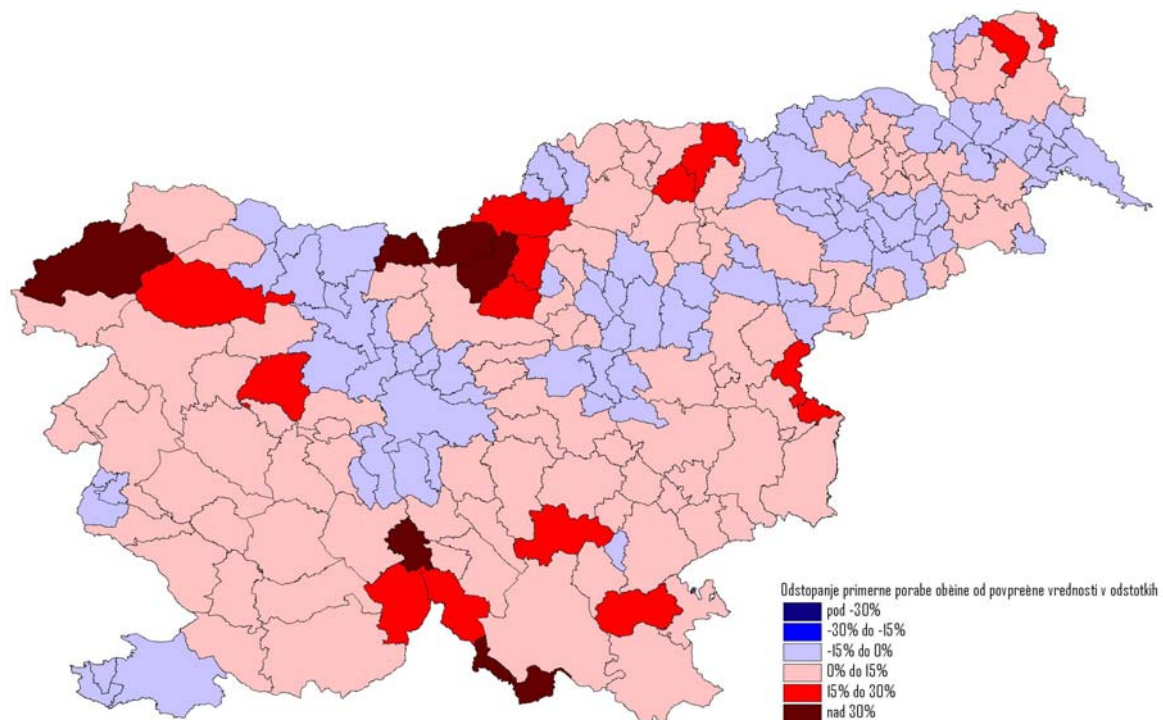 Odstopanje primerne porabe obèine od povpreène vrednosti v odstotkih
pod -30%
-30% do -15%
-15% do 0%
0% do 15%
15% do 30%
nad 30%